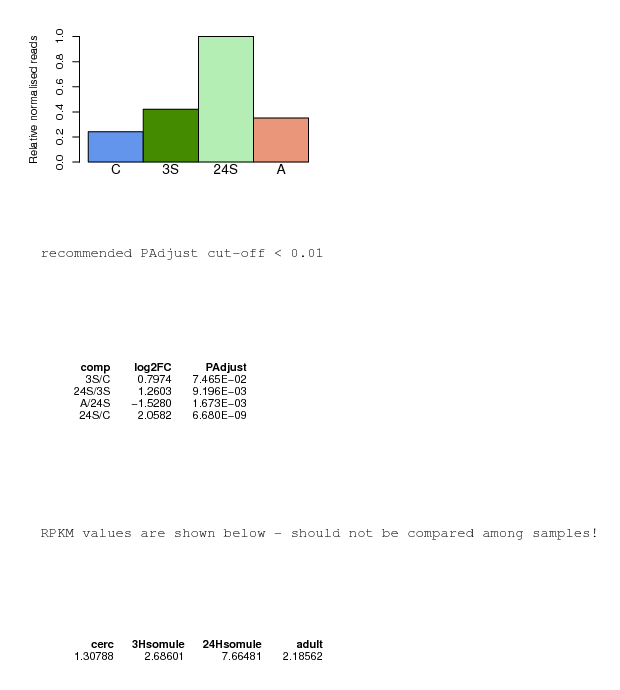 Relative normalised reads
1.0
0.8
0.6
0.4
0.2
0.0
C 3S 24S A
recommended PAdjust cut-off < 0.01
comp log2FC PAdjust
3S/C 0.7974 7.465E−02
24S/3S 1.2603 9.196E−03
A/24S −1.5280 1.673E−03
24S/C 2.0582 6.680E−09
RPKM values are shown below - should not be compared among samples!
cerc 3Hsomule 24Hsomule adult
1.30788 2.68601 7.66481 2.18562